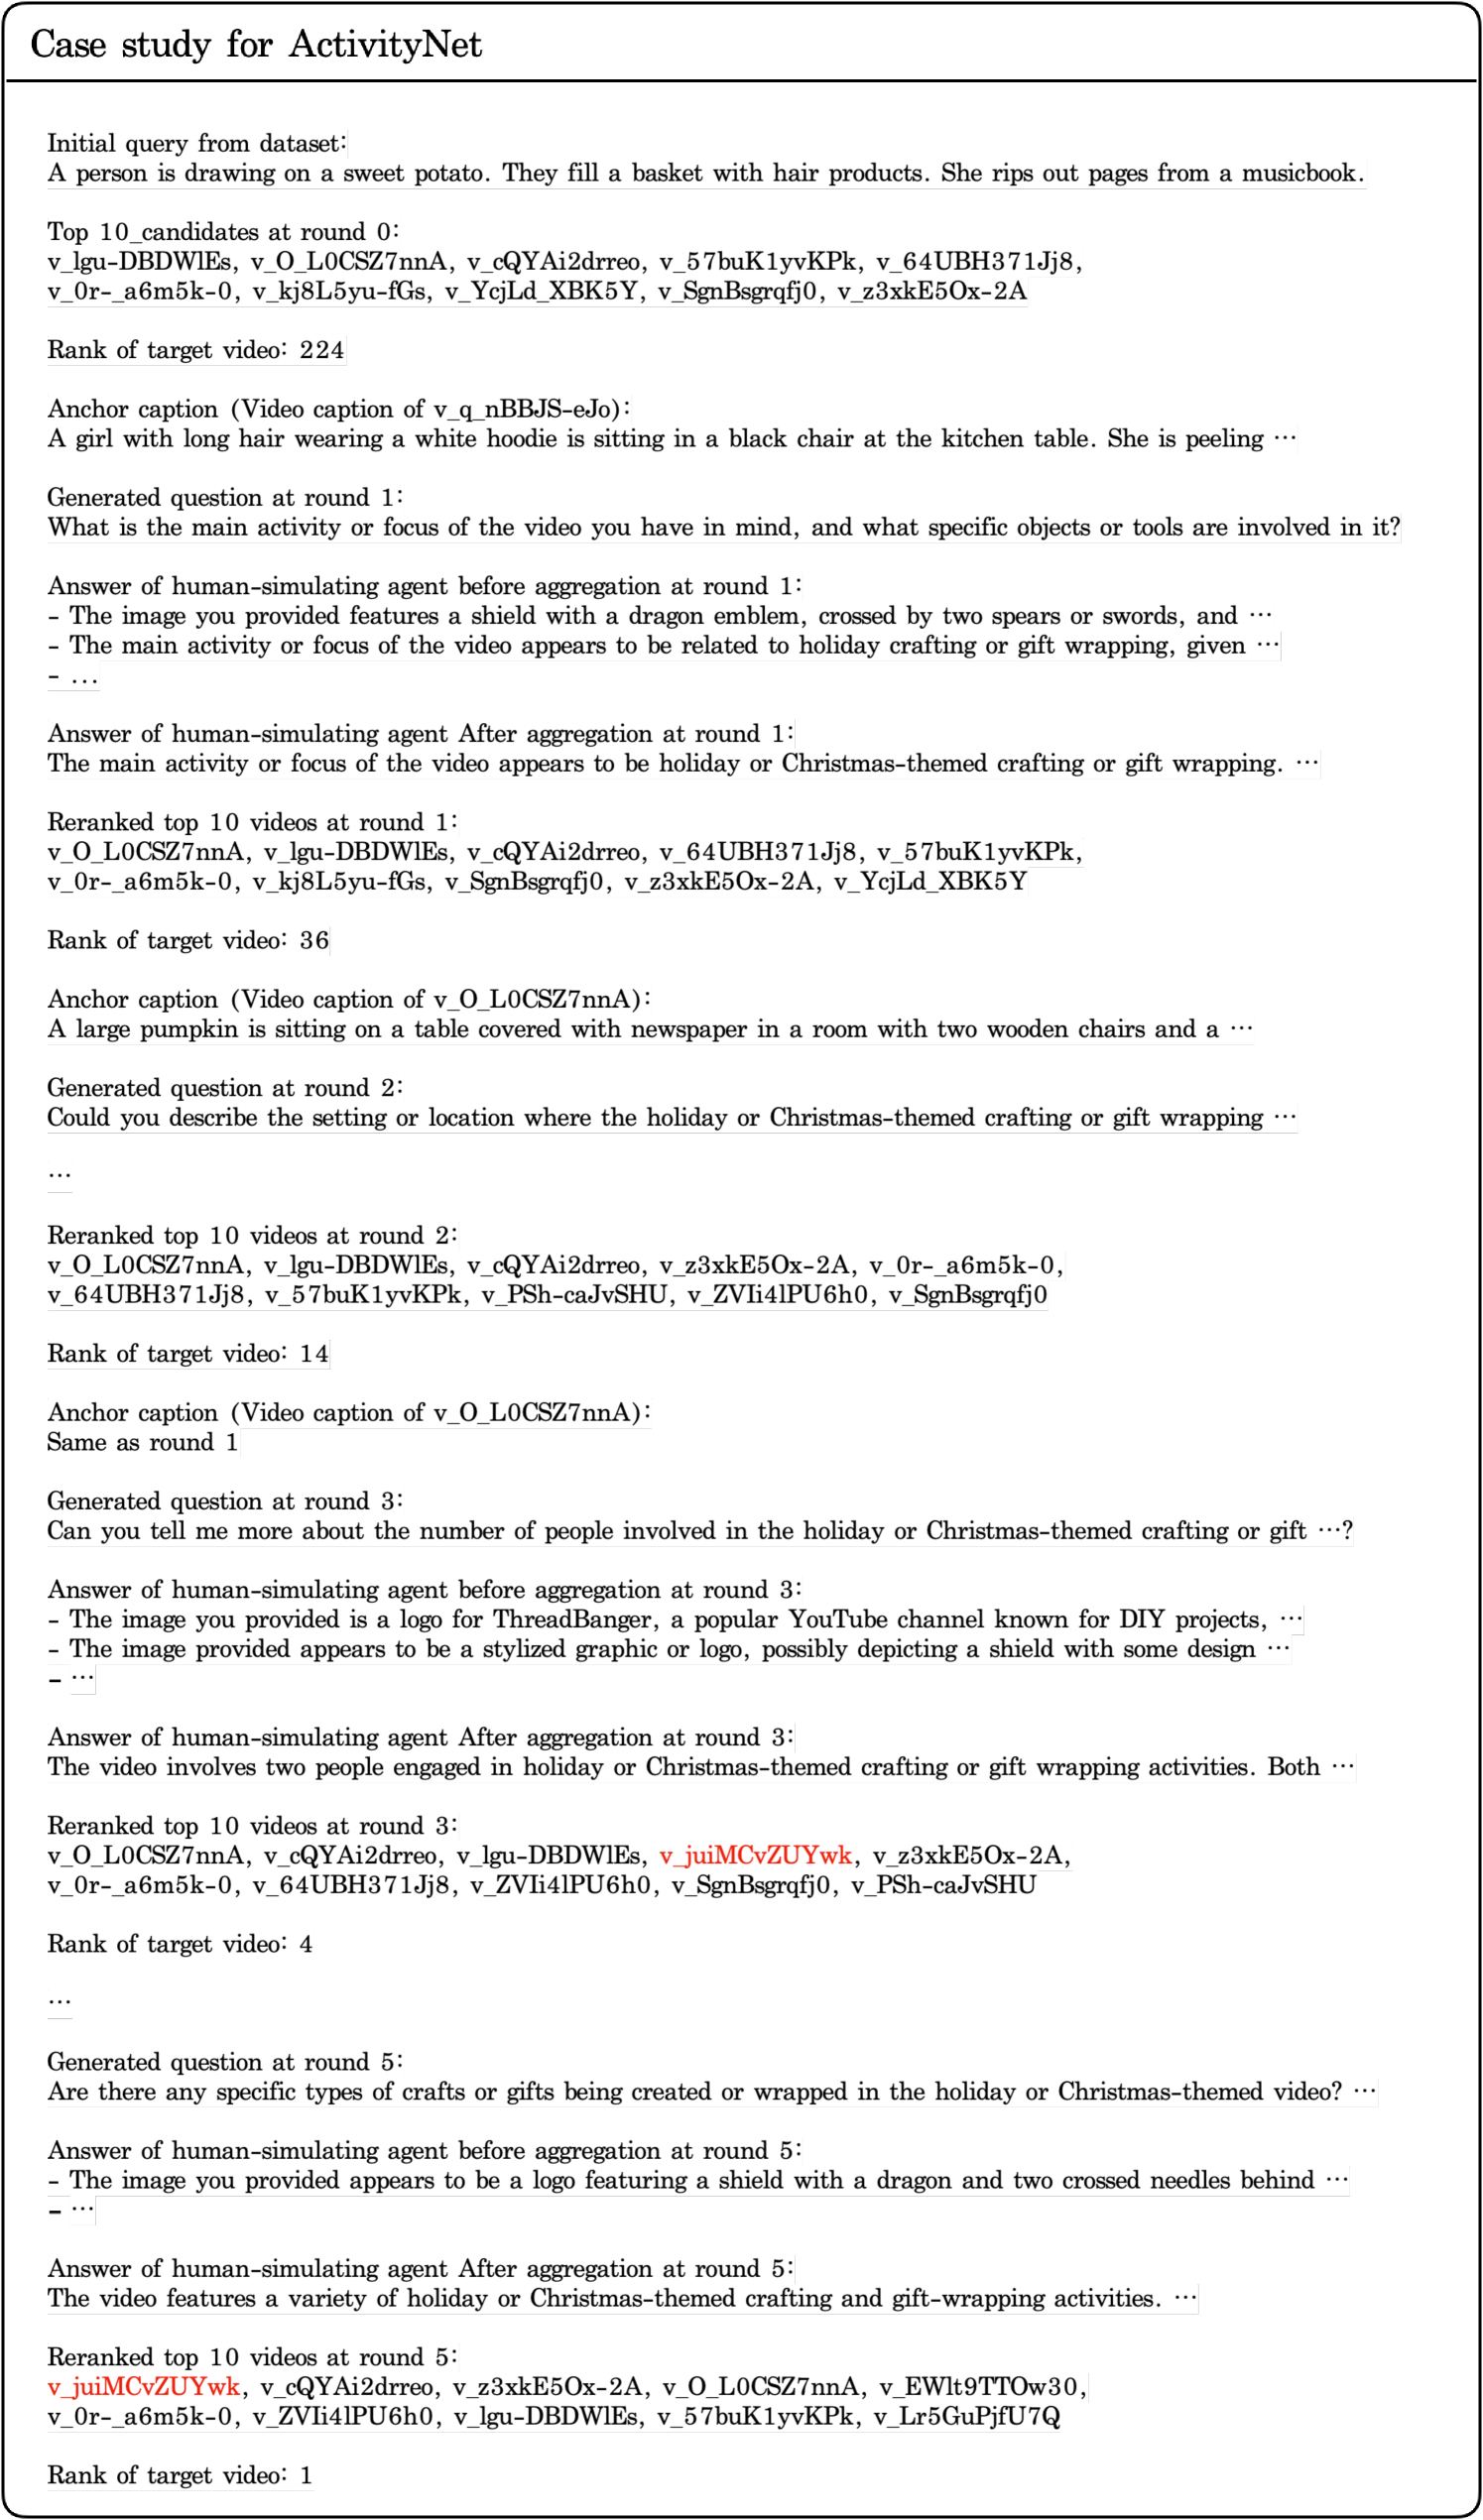 Case study for ActivityNet
Initial query from dataset:
A person is drawing on a sweet potato. They fill a basket with hair products. She rips out pages from a musicbook.
Top 10_candidates at round 0:
v_lgu-DBDWlEs, v_O_L0CSZ7nnA, v_cQYAi2drreo, v_57buK1yvKPk, v_64UBH371Jj8,
v_0r-_a6m5k-0, v_kj8L5yu-fGs, v_YcjLd_XBK5Y, v_SgnBsgrqfj0, v_z3xkE5Ox-2A
Rank of target video: 224
Anchor caption (Video caption of v_q_nBBJS-eJo):
A girl with long hair wearing a white hoodie is sitting in a black chair at the kitchen table. She is peeling ⋯
Generated question at round 1:
What is the main activity or focus of the video you have in mind, and what specific objects or tools are involved in it?
Answer of human-simulating agent before aggregation at round 1:
- The image you provided features a shield with a dragon emblem, crossed by two spears or swords, and ⋯
- The main activity or focus of the video appears to be related to holiday crafting or gift wrapping, given ⋯
- ...
Answer of human-simulating agent After aggregation at round 1:
The main activity or focus of the video appears to be holiday or Christmas-themed crafting or gift wrapping. ⋯
Reranked top 10 videos at round 1:
v_O_L0CSZ7nnA, v_lgu-DBDWlEs, v_cQYAi2drreo, v_64UBH371Jj8, v_57buK1yvKPk,
v_0r-_a6m5k-0, v_kj8L5yu-fGs, v_SgnBsgrqfj0, v_z3xkE5Ox-2A, v_YcjLd_XBK5Y
Rank of target video: 36
Anchor caption (Video caption of v_O_L0CSZ7nnA):
A large pumpkin is sitting on a table covered with newspaper in a room with two wooden chairs and a ⋯
Generated question at round 2:
Could you describe the setting or location where the holiday or Christmas-themed crafting or gift wrapping ⋯
...
Reranked top 10 videos at round 2:
v_O_L0CSZ7nnA, v_lgu-DBDWlEs, v_cQYAi2drreo, v_z3xkE5Ox-2A, v_0r-_a6m5k-0,
v_64UBH371Jj8, v_57buK1yvKPk, v_PSh-caJvSHU, v_ZVIi4lPU6h0, v_SgnBsgrqfj0
Rank of target video: 14
Anchor caption (Video caption of v_O_L0CSZ7nnA):
Same as round 1
Generated question at round 3:
Can you tell me more about the number of people involved in the holiday or Christmas-themed crafting or gift ⋯?
Answer of human-simulating agent before aggregation at round 3:
- The image you provided is a logo for ThreadBanger, a popular YouTube channel known for DIY projects, ⋯
- The image provided appears to be a stylized graphic or logo, possibly depicting a shield with some design ⋯
- ⋯
Answer of human-simulating agent After aggregation at round 3:
The video involves two people engaged in holiday or Christmas-themed crafting or gift wrapping activities. Both ⋯
Reranked top 10 videos at round 3:
v_O_L0CSZ7nnA, v_cQYAi2drreo, v_lgu-DBDWlEs, v_juiMCvZUYwk, v_z3xkE5Ox-2A,
v_0r-_a6m5k-0, v_64UBH371Jj8, v_ZVIi4lPU6h0, v_SgnBsgrqfj0, v_PSh-caJvSHU
Rank of target video: 4
...
Generated question at round 5:
Are there any specific types of crafts or gifts being created or wrapped in the holiday or Christmas-themed video? ⋯
Answer of human-simulating agent before aggregation at round 5:
- The image you provided appears to be a logo featuring a shield with a dragon and two crossed needles behind ⋯
- ⋯
Answer of human-simulating agent After aggregation at round 5:
The video features a variety of holiday or Christmas-themed crafting and gift-wrapping activities. ⋯
Reranked top 10 videos at round 5:
v_juiMCvZUYwk, v_cQYAi2drreo, v_z3xkE5Ox-2A, v_O_L0CSZ7nnA, v_EWlt9TTOw30,
v_0r-_a6m5k-0, v_ZVIi4lPU6h0, v_lgu-DBDWlEs, v_57buK1yvKPk, v_Lr5GuPjfU7Q
Rank of target video: 1